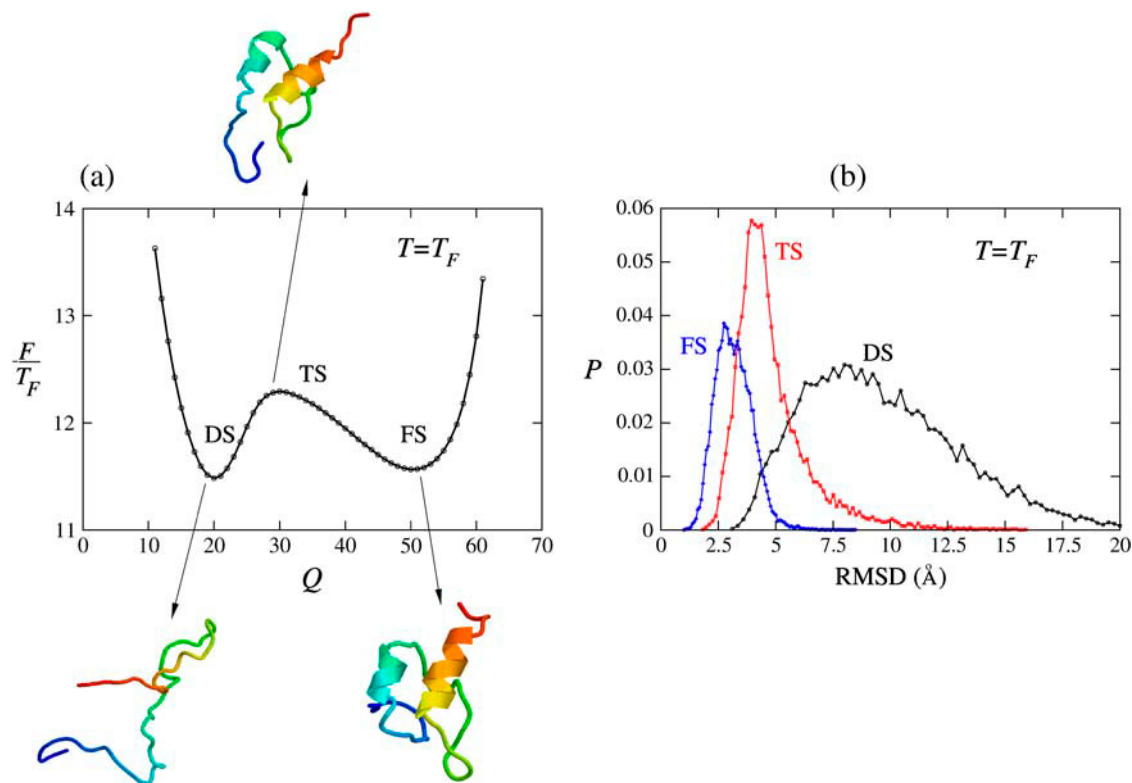 (a)
14
13
12
11
F
T_F
T=T_F
DS
TS
FS
0 10 20 30 40 50 60 70
Q
(b)
0.06
0.05
0.04
0.03
0.02
0.01
0
P
T=T_F
TS
FS
DS
0 2.5 5 7.5 10 12.5 15 17.5 20
RMSD (Å)